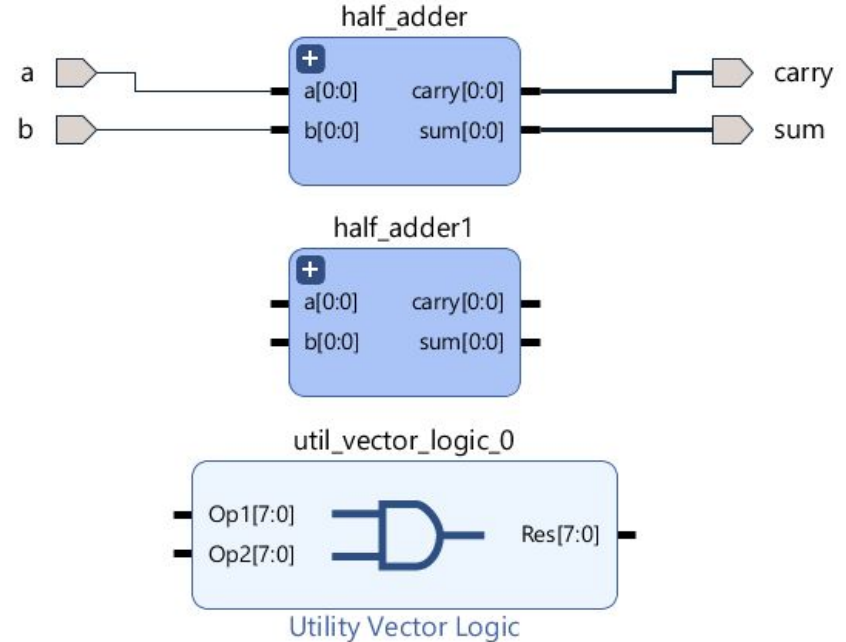 half_adder
a
a[0:0] carry[0:0]
carry
b
b[0:0] sum[0:0]
sum
half_adder1
a[0:0] carry[0:0]
b[0:0] sum[0:0]
util_vector_logic_0
Op1[7:0]
Op2[7:0]
Res[7:0]
Utility Vector Logic